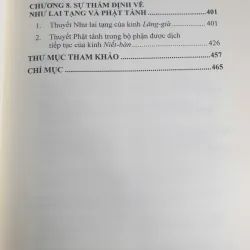 CHƯƠNG 8. SỰ THẨM ĐỊNH VỀ
NHƯ LAI TẠNG VÀ PHẬT TÁNH ........ 401
1. Thuyết Như lai tạng của kinh Lăng-già ........ 401
2. Thuyết Phật tánh trong bộ phận được dịch
tiếp tục của kinh Niết-bàn ........ 426
THƯ MỤC THAM KHẢO ........ 457
CHỈ MỤC ........ 465